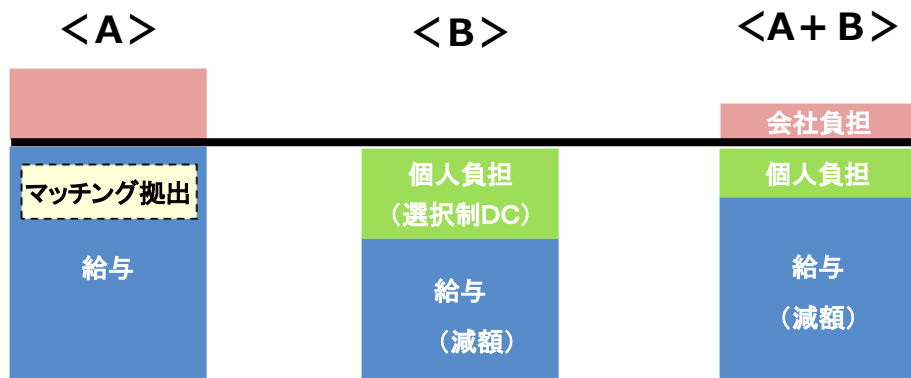 ＜A＞
＜B＞
＜A+B＞
マッチング拠出
給与
個人負担
（選択制DC）
給与
（減額）
会社負担
個人負担
給与
（減額）